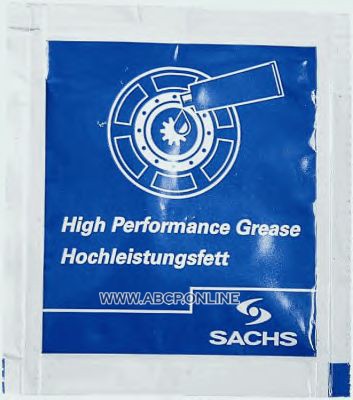 High Performance Grease
Hochleistungsfett
WWW.ABCP.ONLINE
SACHS